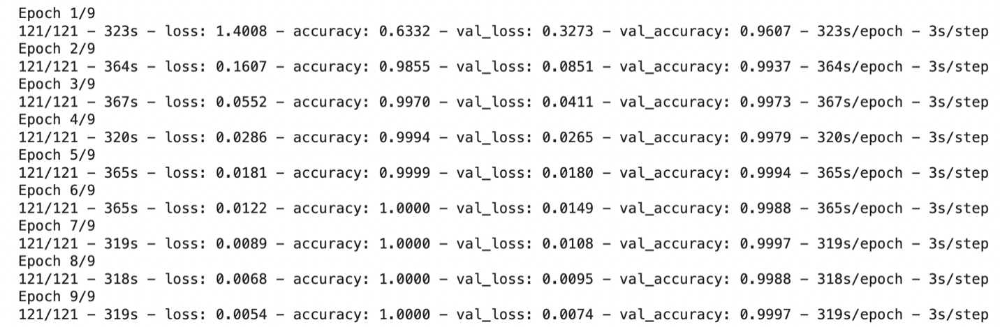 Epoch 1/9
121/121 - 323s - loss: 1.4008 - accuracy: 0.6332 - val_loss: 0.3273 - val_accuracy: 0.9607 - 323s/epoch - 3s/step
Epoch 2/9
121/121 - 364s - loss: 0.1607 - accuracy: 0.9855 - val_loss: 0.0851 - val_accuracy: 0.9937 - 364s/epoch - 3s/step
Epoch 3/9
121/121 - 367s - loss: 0.0552 - accuracy: 0.9970 - val_loss: 0.0411 - val_accuracy: 0.9973 - 367s/epoch - 3s/step
Epoch 4/9
121/121 - 320s - loss: 0.0286 - accuracy: 0.9994 - val_loss: 0.0265 - val_accuracy: 0.9979 - 320s/epoch - 3s/step
Epoch 5/9
121/121 - 365s - loss: 0.0181 - accuracy: 0.9999 - val_loss: 0.0180 - val_accuracy: 0.9994 - 365s/epoch - 3s/step
Epoch 6/9
121/121 - 365s - loss: 0.0122 - accuracy: 1.0000 - val_loss: 0.0149 - val_accuracy: 0.9988 - 365s/epoch - 3s/step
Epoch 7/9
121/121 - 319s - loss: 0.0089 - accuracy: 1.0000 - val_loss: 0.0108 - val_accuracy: 0.9997 - 319s/epoch - 3s/step
Epoch 8/9
121/121 - 318s - loss: 0.0068 - accuracy: 1.0000 - val_loss: 0.0095 - val_accuracy: 0.9988 - 318s/epoch - 3s/step
Epoch 9/9
121/121 - 319s - loss: 0.0054 - accuracy: 1.0000 - val_loss: 0.0074 - val_accuracy: 0.9997 - 319s/epoch - 3s/step